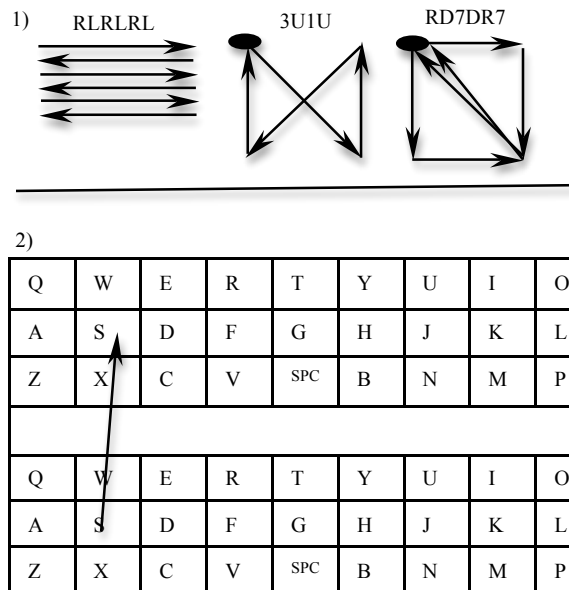 1) RLRLRL 3U1U RD7DR7
2)
Q W E R T Y U I O
A S D F G H J K L
Z X C V SPC B N M P
Q W E R T Y U I O
A S D F G H J K L
Z X C V SPC B N M P